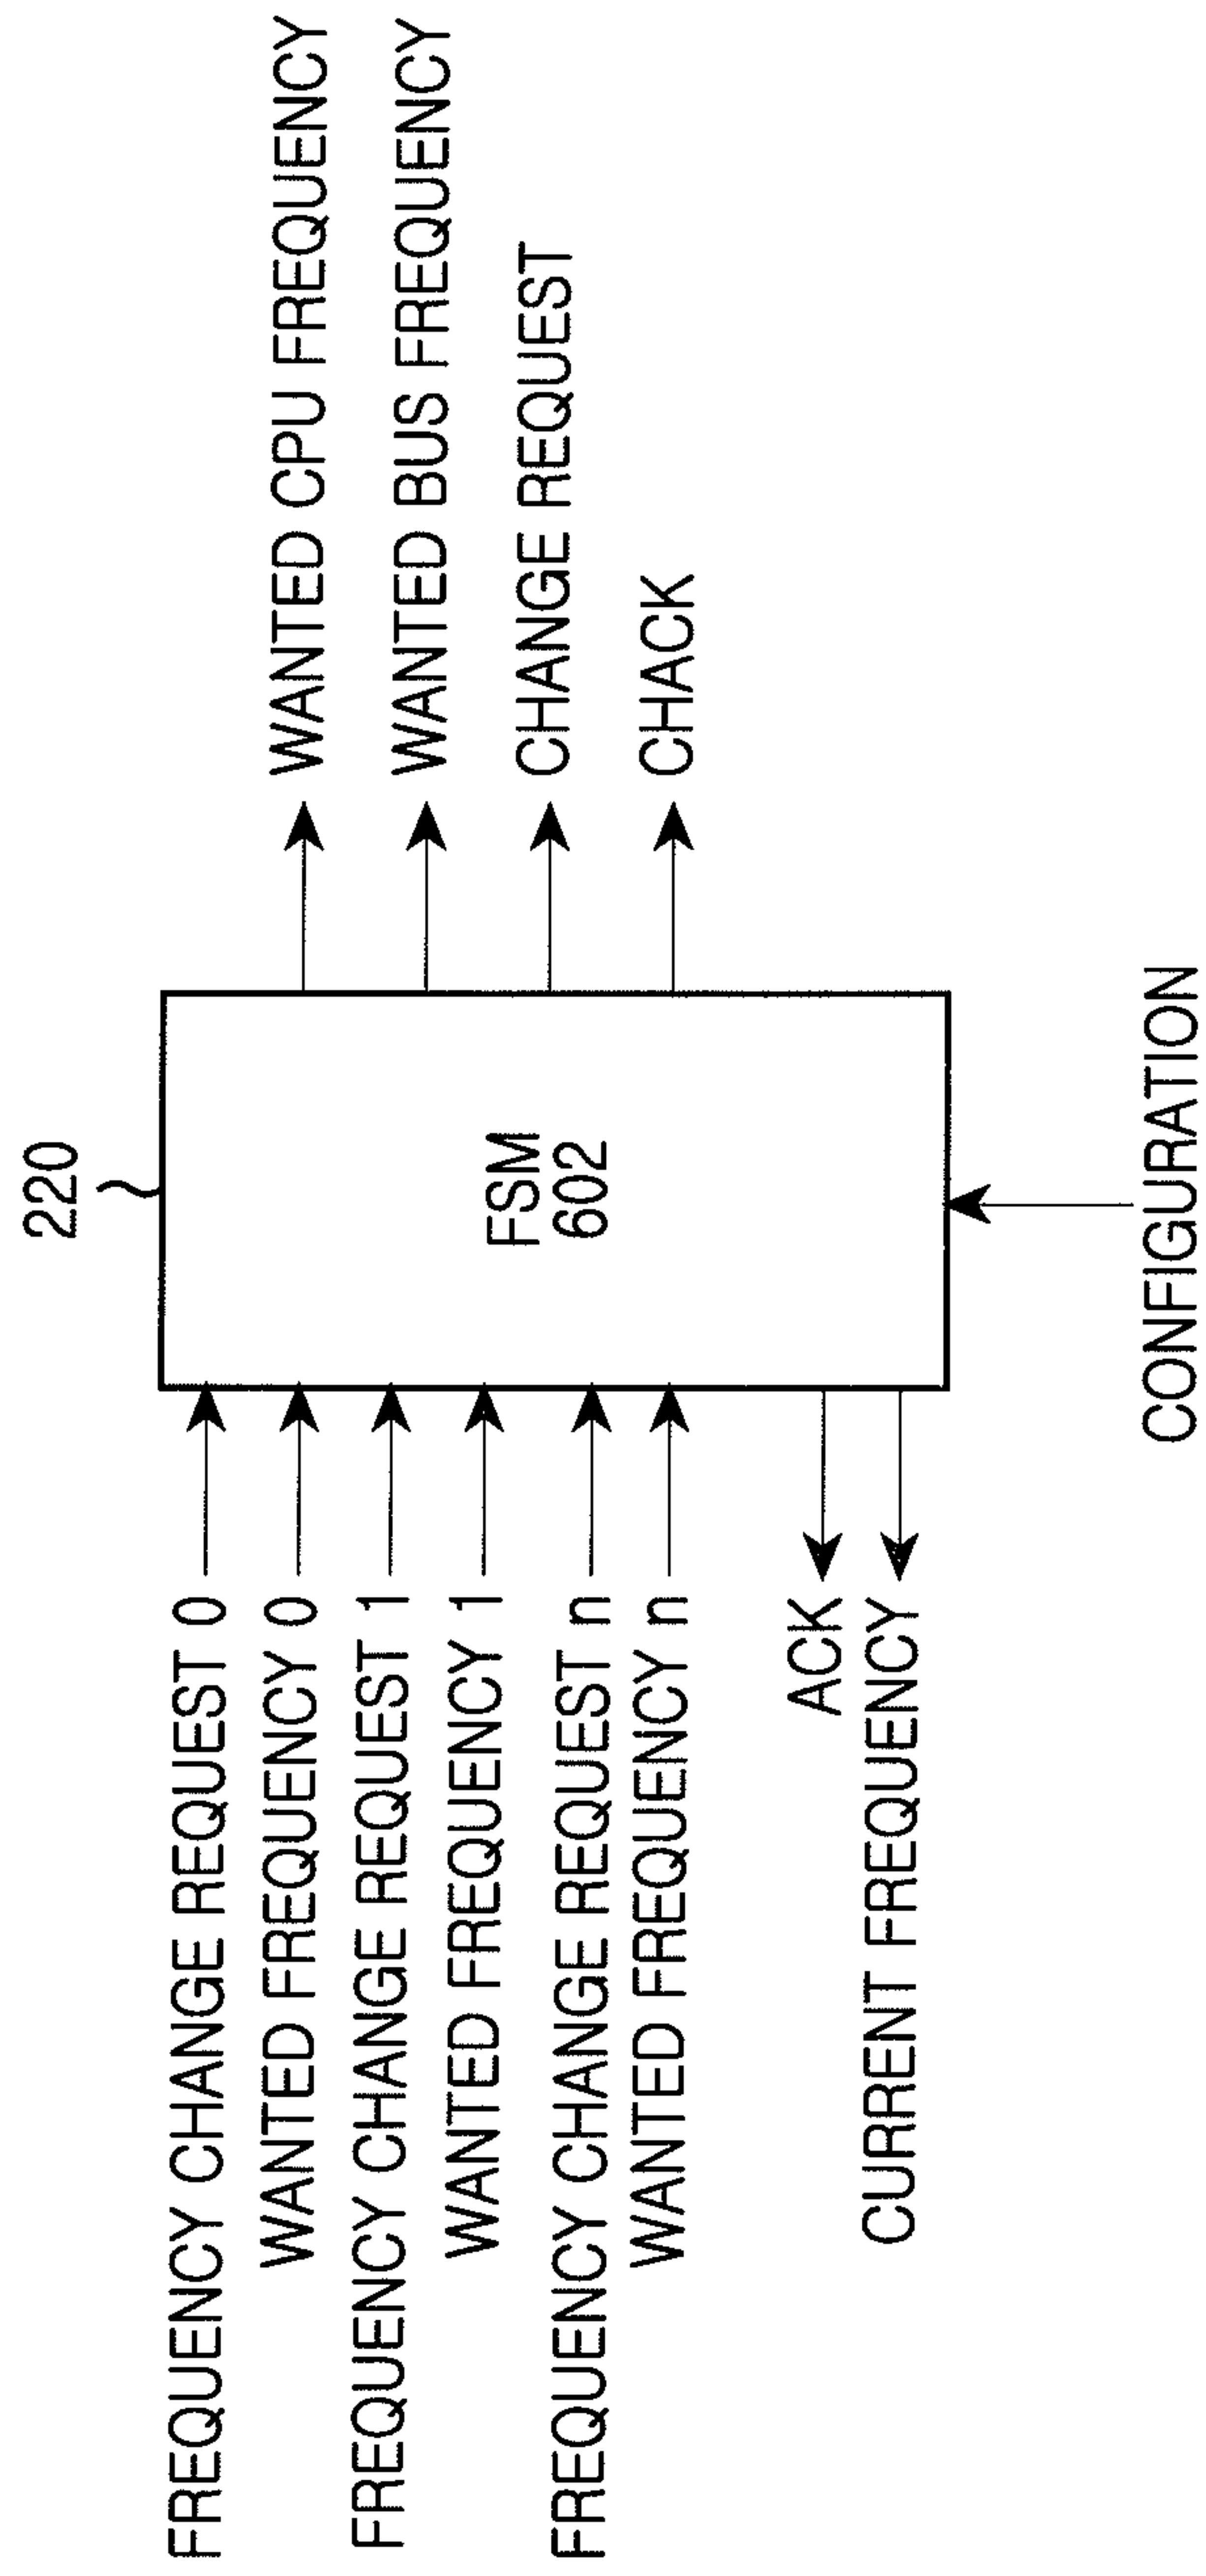 220
FREQUENCY CHANGE REQUEST 0
WANTED FREQUENCY 0
FREQUENCY CHANGE REQUEST 1
WANTED FREQUENCY 1
FREQUENCY CHANGE REQUEST n
WANTED FREQUENCY n
ACK
CURRENT FREQUENCY
FSM
602
WANTED CPU FREQUENCY
WANTED BUS FREQUENCY
CHANGE REQUEST
CHACK
CONFIGURATION